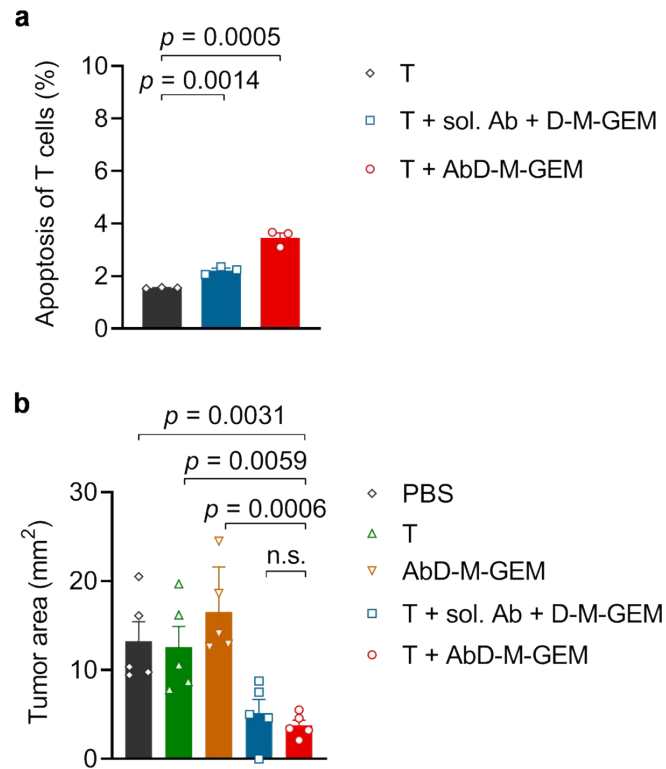 a
p = 0.0005
p = 0.0014
Apoptosis of T cells (%)
10
8
6
4
2
0
T
T + sol. Ab + D-M-GEM
T + AbD-M-GEM
b
p = 0.0031
p = 0.0059
p = 0.0006
n.s.
Tumor area (mm²)
30
20
10
0
PBS
T
AbD-M-GEM
T + sol. Ab + D-M-GEM
T + AbD-M-GEM